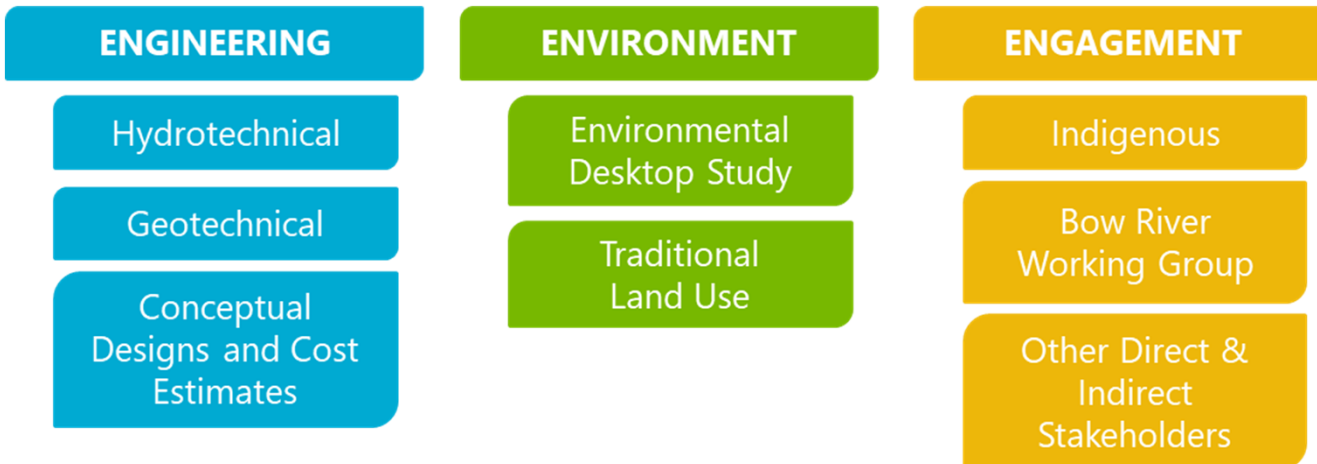 ENGINEERING
Hydrotechnical
Geotechnical
Conceptual
Designs and Cost
Estimates
ENVIRONMENT
Environmental
Desktop Study
Traditional
Land Use
ENGAGEMENT
Indigenous
Bow River
Working Group
Other Direct &
Indirect
Stakeholders